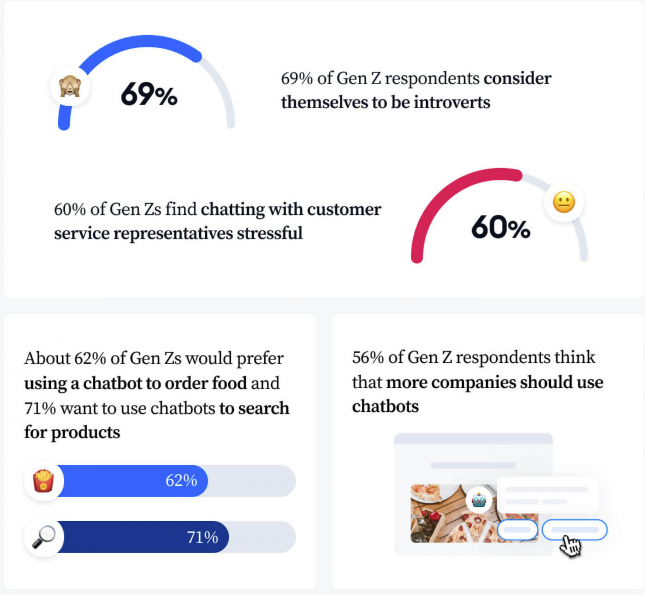 69%
69% of Gen Z respondents consider
themselves to be introverts
60% of Gen Zs find chatting with customer
service representatives stressful
60%
About 62% of Gen Zs would prefer
using a chatbot to order food and
71% want to use chatbots to search
for products
62%
71%
56% of Gen Z respondents think
that more companies should use
chatbots